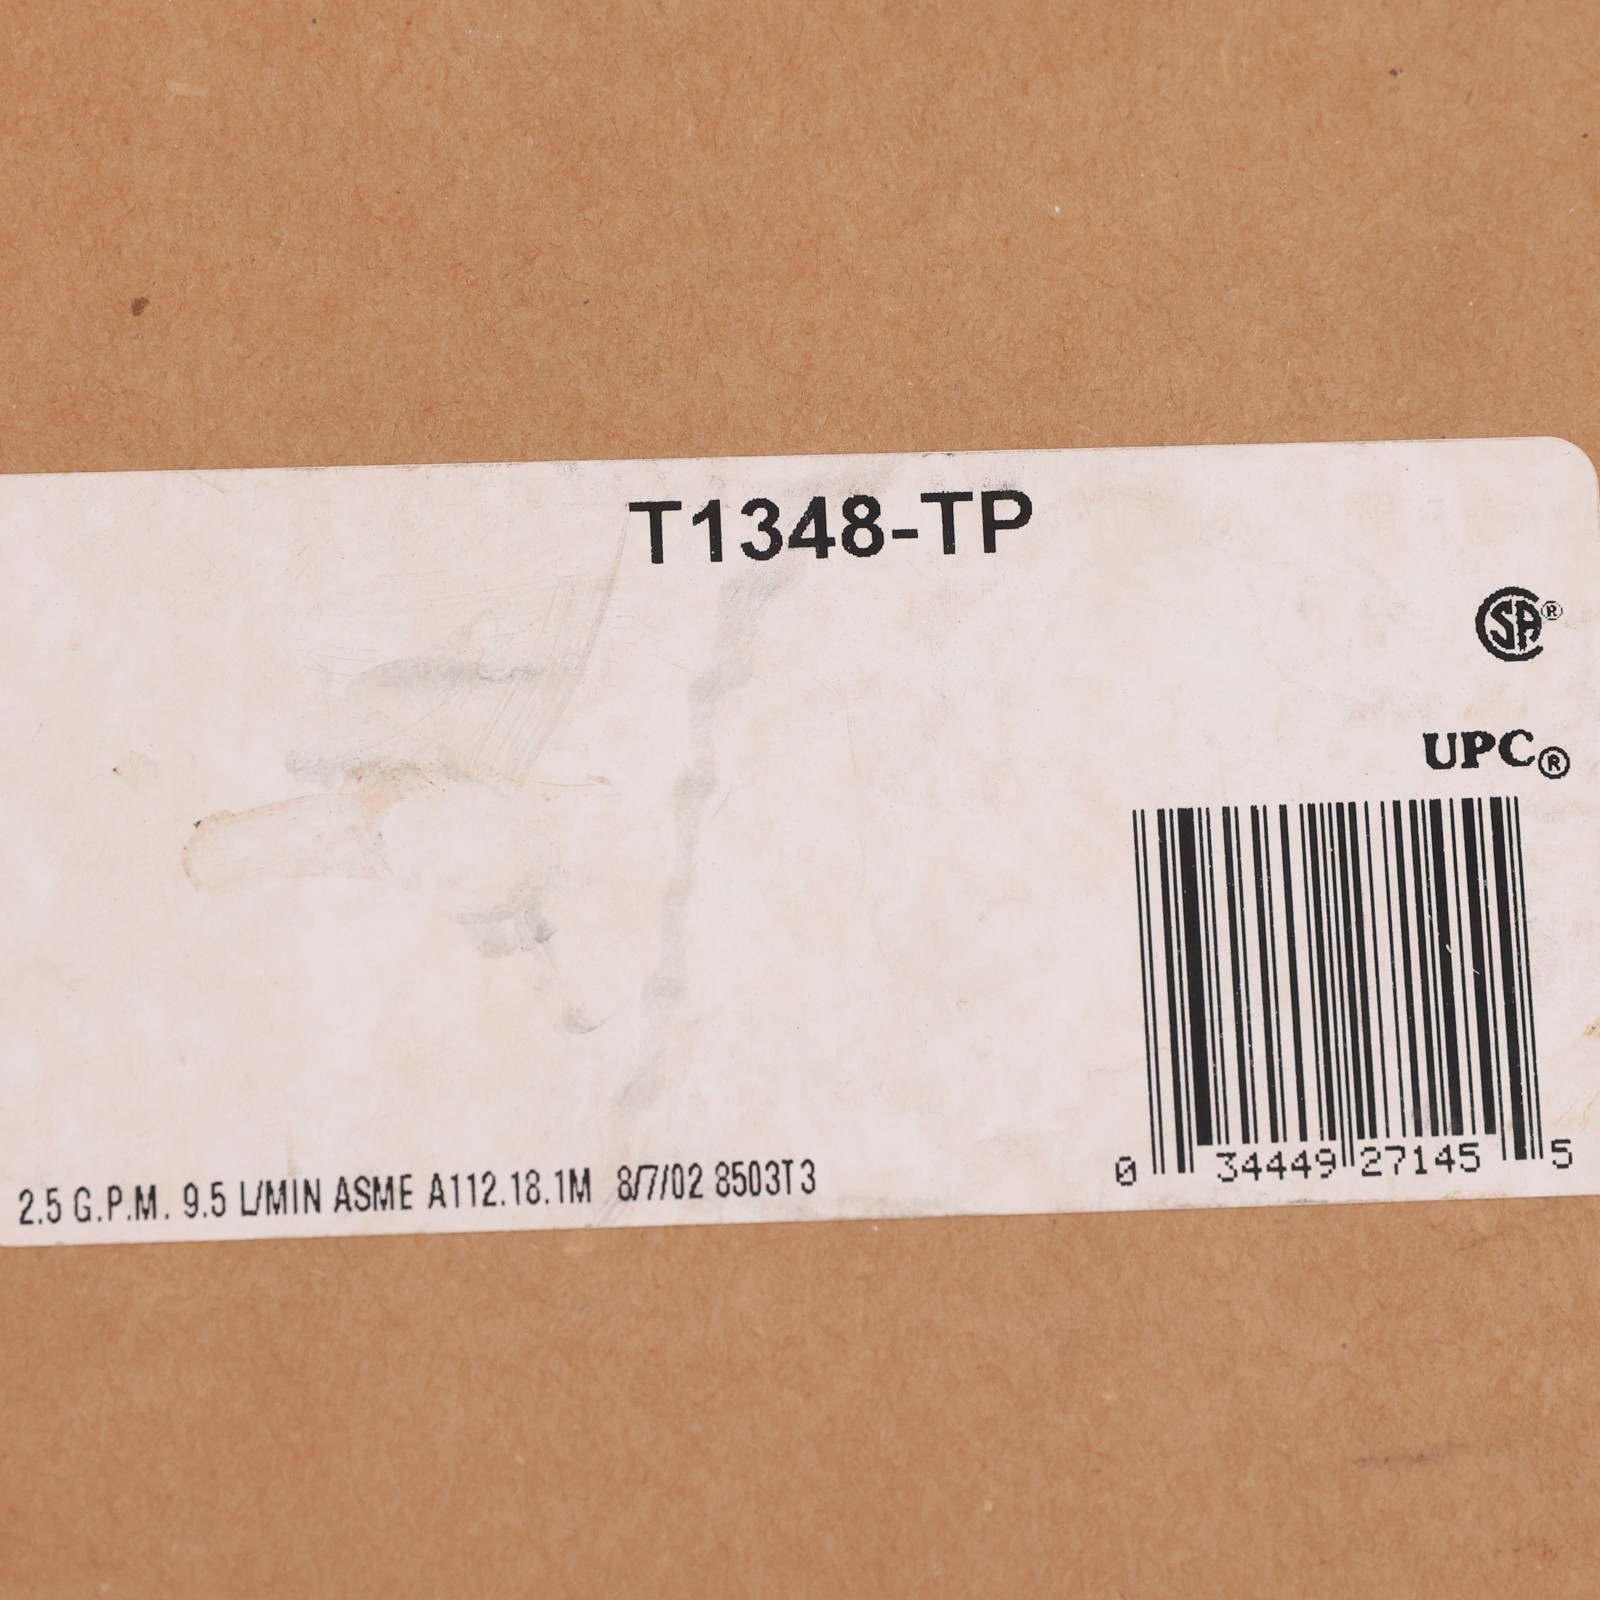 T1348-TP
SA®
UPC®
0 34449 27145 5
2.5 G.P.M. 9.5 L/MIN ASME A112.18.1M 8/7/02 8503T3